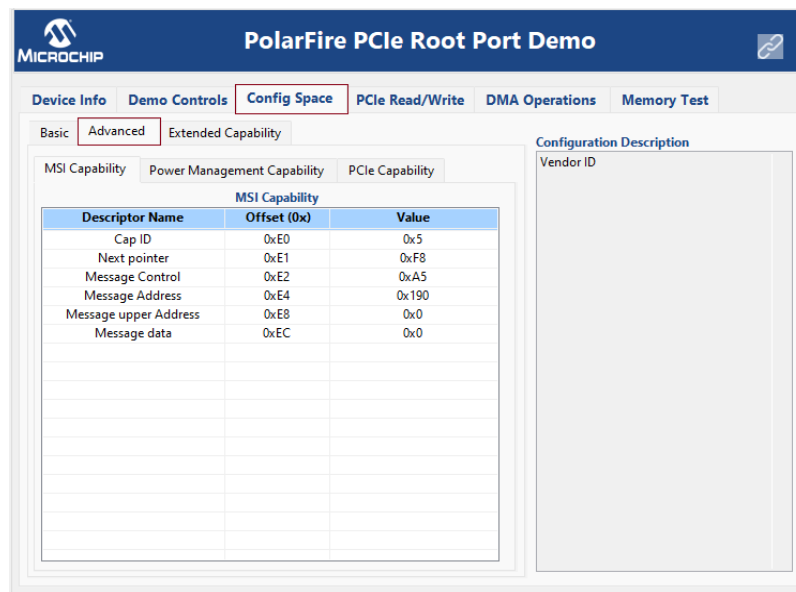 MICROCHIP
PolarFire PCIe Root Port Demo
Device Info Demo Controls Config Space PCIe Read/Write DMA Operations Memory Test
Basic Advanced Extended Capability
Configuration Description
Vendor ID
MSI Capability Power Management Capability PCIe Capability
MSI Capability
Descriptor Name Offset (0x) Value
Cap ID 0xE0 0x5
Next pointer 0xE1 0xF8
Message Control 0xE2 0xA5
Message Address 0xE4 0x190
Message upper Address 0xE8 0x0
Message data 0xEC 0x0